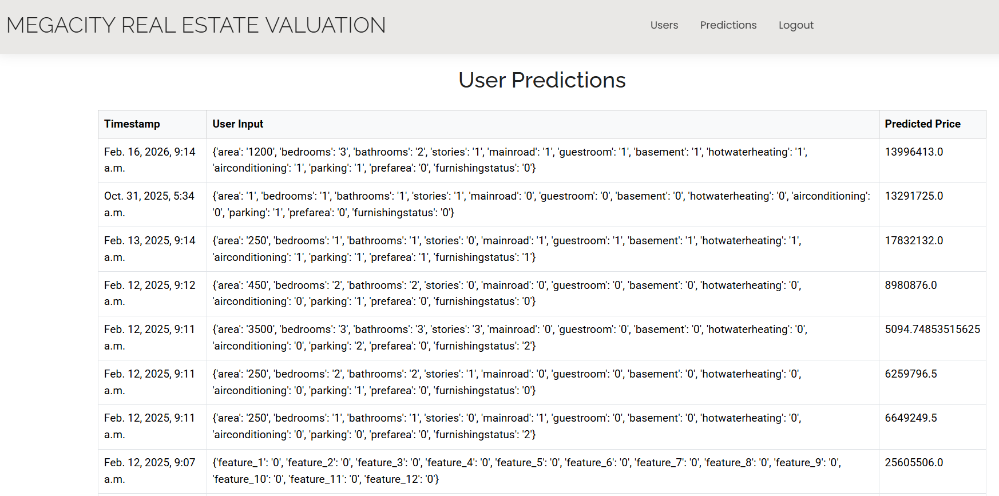 MEGACITY REAL ESTATE VALUATION
Users Predictions Logout
User Predictions
Timestamp User Input Predicted Price
Feb. 16, 2026, 9:14 {'area': '1200', 'bedrooms': '3', 'bathrooms': '2', 'stories': '1', 'mainroad': '1', 'guestroom': '1', 'basement': '1', 'hotwaterheating': '1', 13996413.0
a.m. 'airconditioning': '1', 'parking': '1', 'prefarea': '0', 'furnishingstatus': '0'}
Oct. 31, 2025, 5:34 {'area': '1', 'bedrooms': '1', 'bathrooms': '1', 'stories': '1', 'mainroad': '0', 'guestroom': '0', 'basement': '0', 'hotwaterheating': '0', 'airconditioning': 13291725.0
a.m. '0', 'parking': '1', 'prefarea': '0', 'furnishingstatus': '0'}
Feb. 13, 2025, 9:14 {'area': '250', 'bedrooms': '1', 'bathrooms': '1', 'stories': '0', 'mainroad': '1', 'guestroom': '1', 'basement': '1', 'hotwaterheating': '1', 17832132.0
a.m. 'airconditioning': '1', 'parking': '1', 'prefarea': '1', 'furnishingstatus': '1'}
Feb. 12, 2025, 9:12 {'area': '450', 'bedrooms': '2', 'bathrooms': '2', 'stories': '0', 'mainroad': '0', 'guestroom': '0', 'basement': '0', 'hotwaterheating': '0', 8980876.0
a.m. 'airconditioning': '0', 'parking': '1', 'prefarea': '0', 'furnishingstatus': '0'}
Feb. 12, 2025, 9:11 {'area': '3500', 'bedrooms': '3', 'bathrooms': '3', 'stories': '3', 'mainroad': '0', 'guestroom': '0', 'basement': '0', 'hotwaterheating': '0', 5094.74853515625
a.m. 'airconditioning': '0', 'parking': '2', 'prefarea': '0', 'furnishingstatus': '2'}
Feb. 12, 2025, 9:11 {'area': '250', 'bedrooms': '2', 'bathrooms': '2', 'stories': '1', 'mainroad': '0', 'guestroom': '0', 'basement': '0', 'hotwaterheating': '0', 6259796.5
a.m. 'airconditioning': '0', 'parking': '1', 'prefarea': '0', 'furnishingstatus': '0'}
Feb. 12, 2025, 9:11 {'area': '250', 'bedrooms': '1', 'bathrooms': '1', 'stories': '0', 'mainroad': '1', 'guestroom': '0', 'basement': '0', 'hotwaterheating': '0', 6649249.5
a.m. 'airconditioning': '0', 'parking': '0', 'prefarea': '0', 'furnishingstatus': '2'}
Feb. 12, 2025, 9:07 {'feature_1': '0', 'feature_2': '0', 'feature_3': '0', 'feature_4': '0', 'feature_5': '0', 'feature_6': '0', 'feature_7': '0', 'feature_8': '0', 'feature_9': '0', 25605506.0
a.m. 'feature_10': '0', 'feature_11': '0', 'feature_12': '0'}